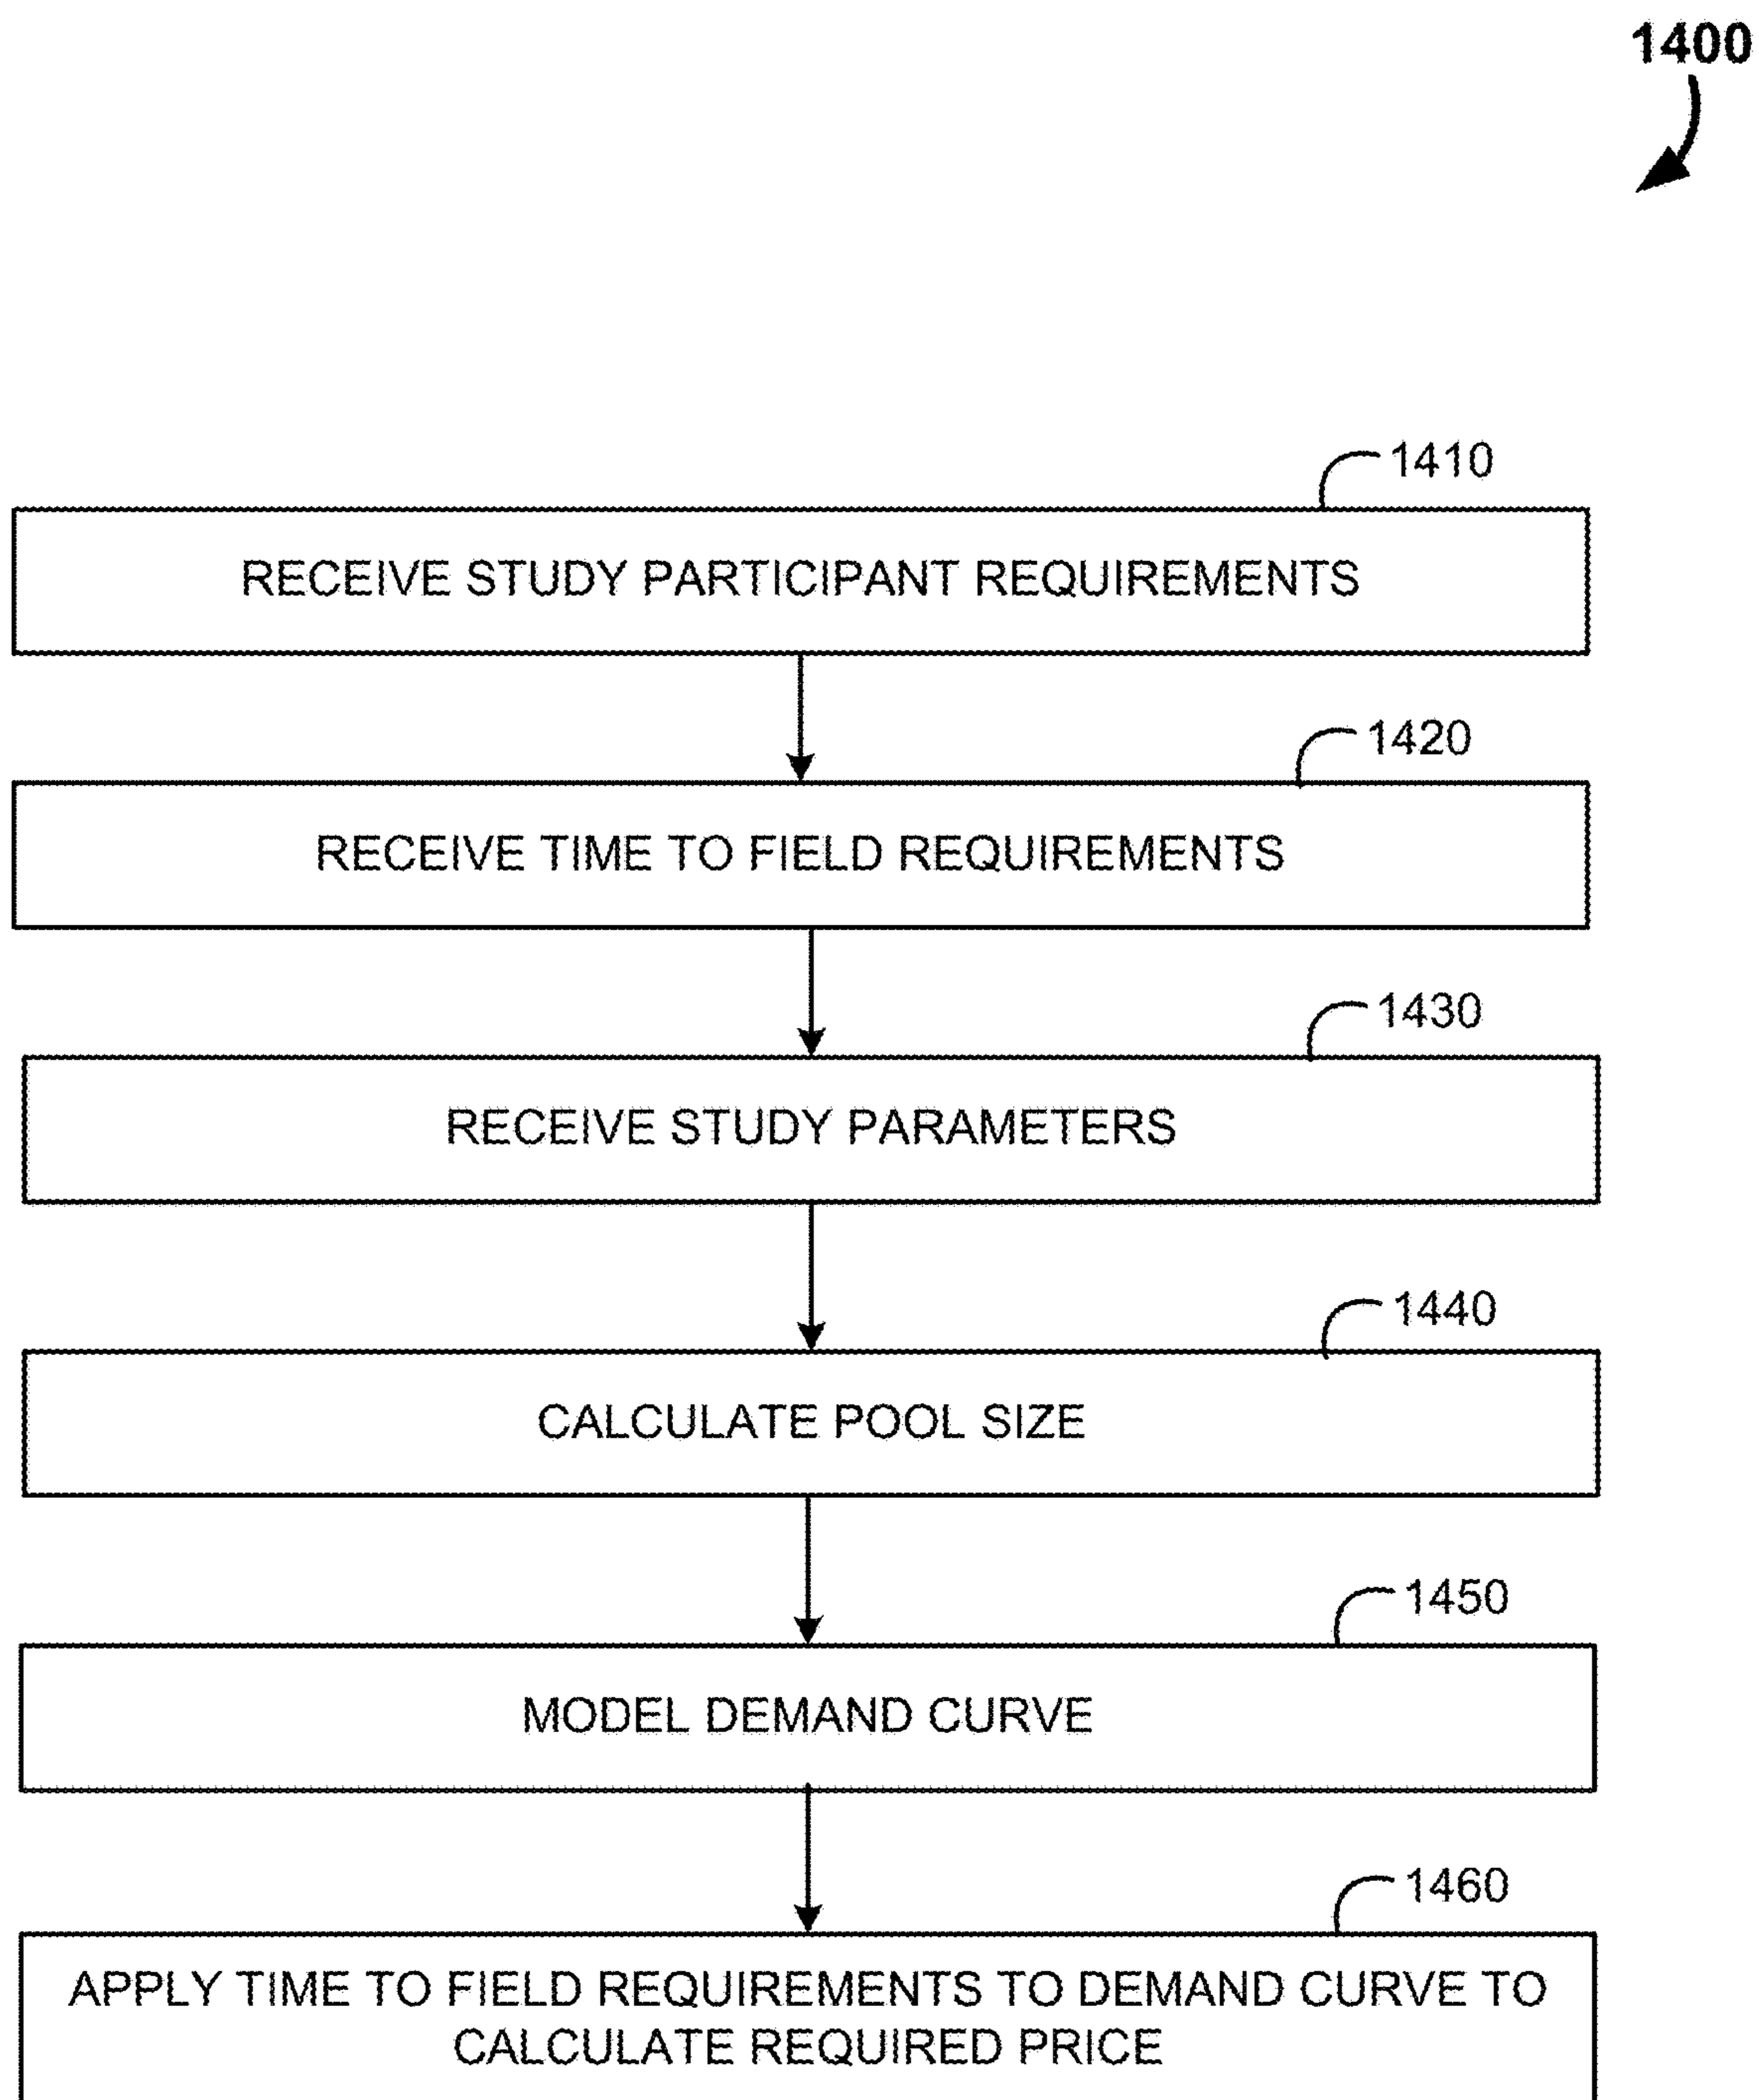 1400
1410
RECEIVE STUDY PARTICIPANT REQUIREMENTS
1420
RECEIVE TIME TO FIELD REQUIREMENTS
1430
RECEIVE STUDY PARAMETERS
1440
CALCULATE POOL SIZE
1450
MODEL DEMAND CURVE
1460
APPLY TIME TO FIELD REQUIREMENTS TO DEMAND CURVE TO
CALCULATE REQUIRED PRICE